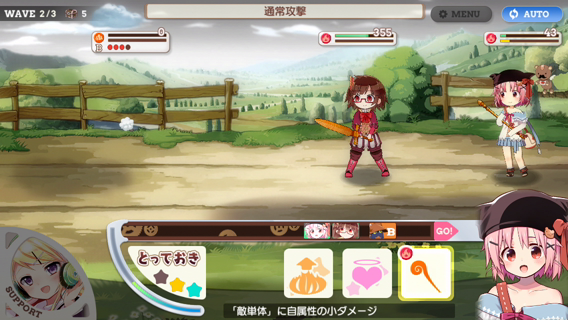 WAVE 2/3 5
通常攻撃
MENU
AUTO
0
B
355
43
B
GO!
とっておき
SUPPORT
「敵単体」に自属性の小ダメージ